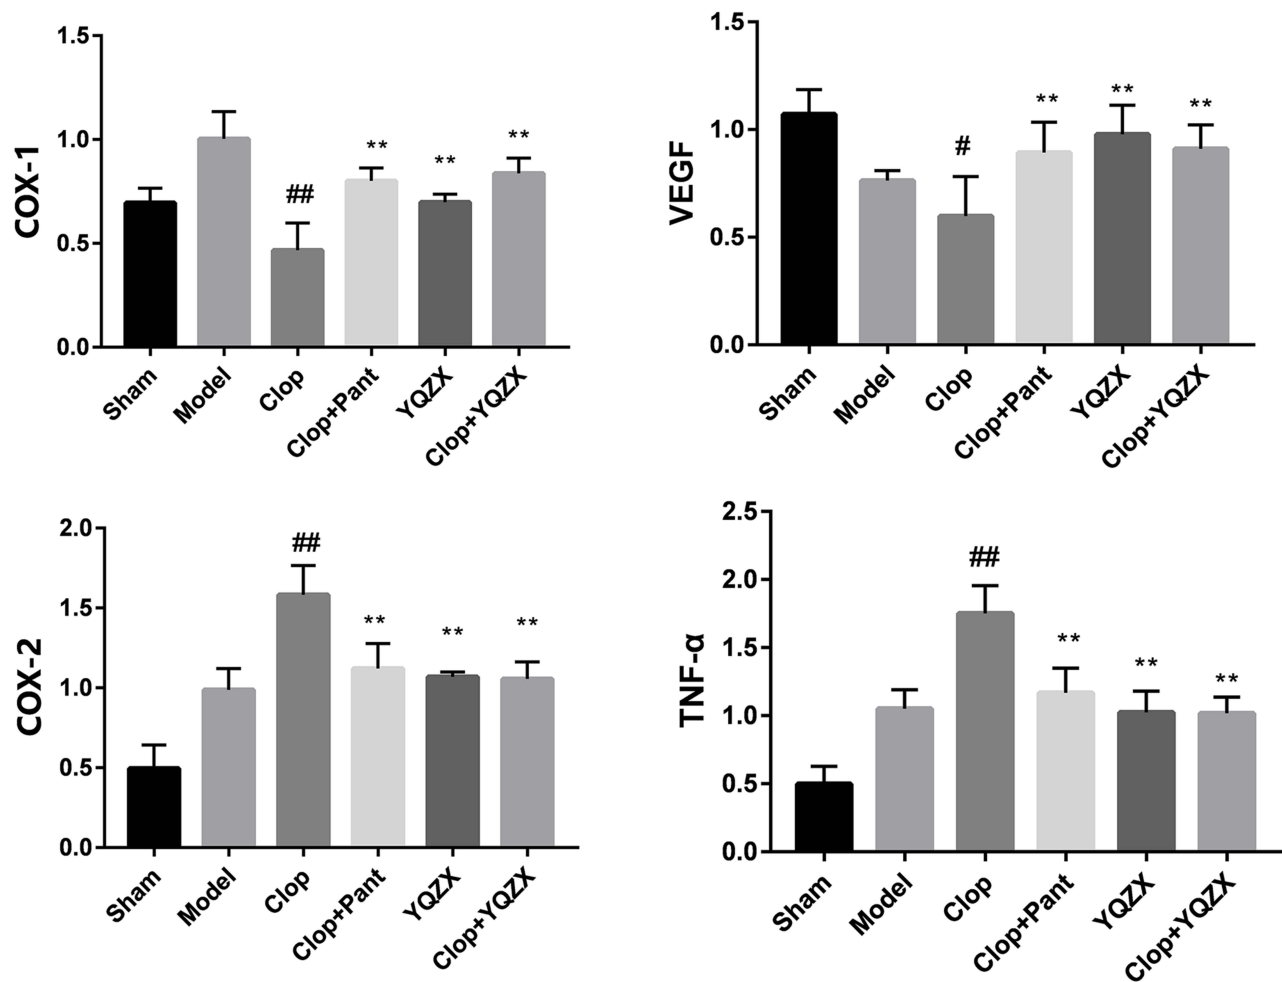 COX-1
1.5
1.0
0.5
0.0
##
**
**
**
Sham
Model
Clop
Clop+Pant
YQZX
Clop+YQZX
VEGF
1.5
1.0
0.5
0.0
#
**
**
**
Sham
Model
Clop
Clop+Pant
YQZX
Clop+YQZX
COX-2
2.0
1.5
1.0
0.5
0.0
##
**
**
**
Sham
Model
Clop
Clop+Pant
YQZX
Clop+YQZX
TNF-α
2.5
2.0
1.5
1.0
0.5
0.0
##
**
**
**
Sham
Model
Clop
Clop+Pant
YQZX
Clop+YQZX